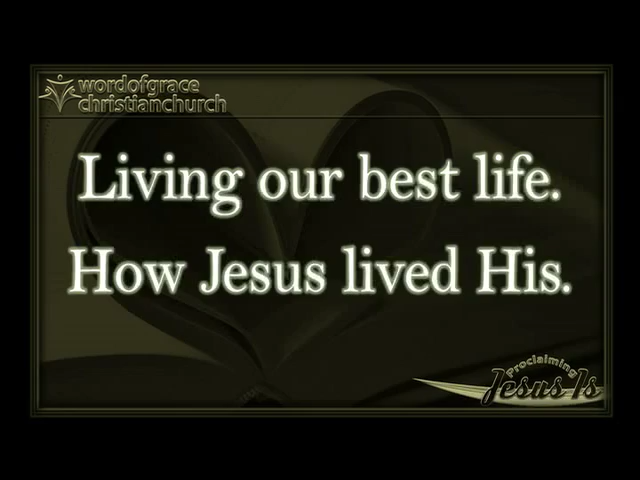 wordofgrace
christianchurch
Living our best life.
How Jesus lived His.
Proclaiming
Jesus Is